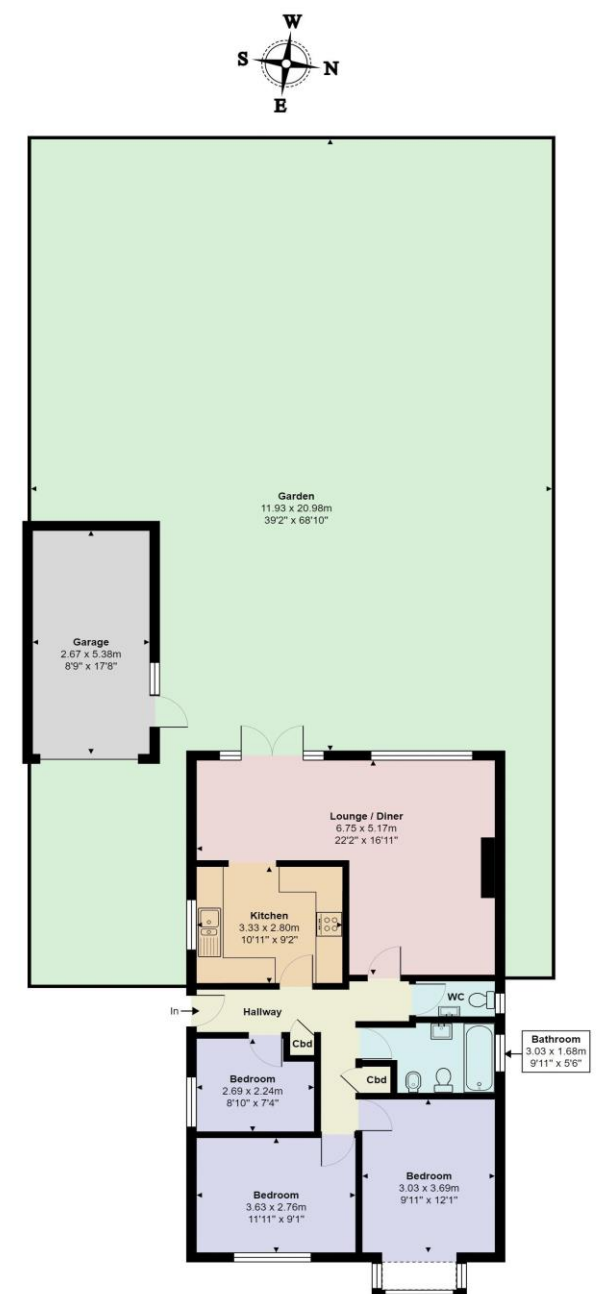 W
S
N
E
Garden
11.93 x 20.98m
39'2" x 68'10"
Garage
2.67 x 5.38m
8'9" x 17'8"
Lounge / Diner
6.75 x 5.17m
22'2" x 16'11"
Kitchen
3.33 x 2.80m
10'11" x 9'2"
In
Hallway
WC
Cbd
Bathroom
3.03 x 1.68m
9'11" x 5'6"
Bedroom
2.69 x 2.24m
8'10" x 7'4"
Cbd
Bedroom
3.63 x 2.76m
11'11" x 9'1"
Bedroom
3.03 x 3.69m
9'11" x 12'1"